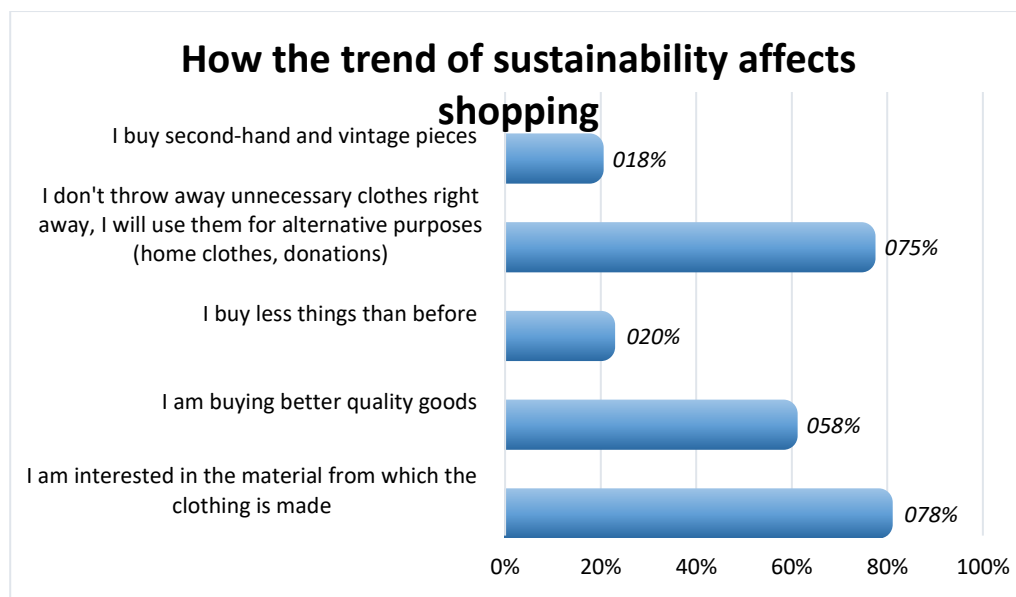 How the trend of sustainability affects
shopping
I buy second-hand and vintage pieces
018%
I don't throw away unnecessary clothes right
away, I will use them for alternative purposes
(home clothes, donations)
075%
I buy less things than before
020%
I am buying better quality goods
058%
I am interested in the material from which the
clothing is made
078%
0% 20% 40% 60% 80% 100%